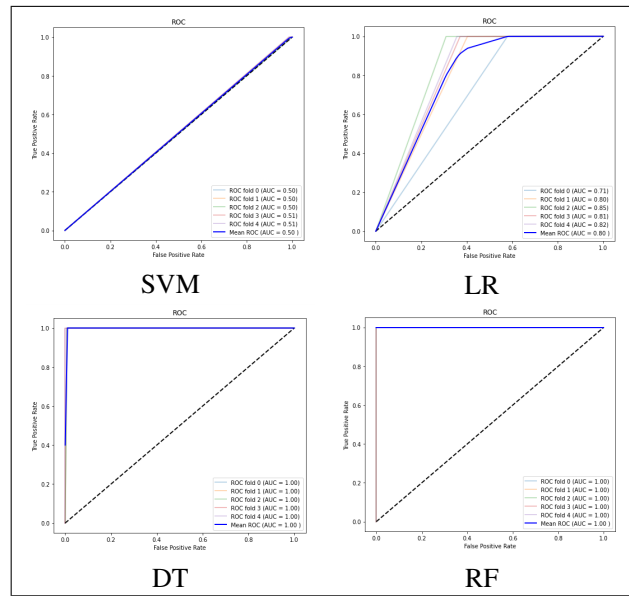 ROC
1.0
0.8
0.6
0.4
0.2
0.0
True Positive Rate
ROC fold 0 (AUC = 0.50)
ROC fold 1 (AUC = 0.50)
ROC fold 2 (AUC = 0.50)
ROC fold 3 (AUC = 0.51)
ROC fold 4 (AUC = 0.51)
Mean ROC (AUC = 0.50 )
0.0 0.2 0.4 0.6 0.8 1.0
False Positive Rate
SVM
ROC
1.0
0.8
0.6
0.4
0.2
0.0
True Positive Rate
ROC fold 0 (AUC = 0.71)
ROC fold 1 (AUC = 0.80)
ROC fold 2 (AUC = 0.85)
ROC fold 3 (AUC = 0.81)
ROC fold 4 (AUC = 0.82)
Mean ROC (AUC = 0.80 )
0.0 0.2 0.4 0.6 0.8 1.0
False Positive Rate
LR
ROC
1.0
0.8
0.6
0.4
0.2
0.0
True Positive Rate
ROC fold 0 (AUC = 1.00)
ROC fold 1 (AUC = 1.00)
ROC fold 2 (AUC = 1.00)
ROC fold 3 (AUC = 1.00)
ROC fold 4 (AUC = 1.00)
Mean ROC (AUC = 1.00 )
0.0 0.2 0.4 0.6 0.8 1.0
False Positive Rate
DT
ROC
1.0
0.8
0.6
0.4
0.2
0.0
True Positive Rate
ROC fold 0 (AUC = 1.00)
ROC fold 1 (AUC = 1.00)
ROC fold 2 (AUC = 1.00)
ROC fold 3 (AUC = 1.00)
ROC fold 4 (AUC = 1.00)
Mean ROC (AUC = 1.00 )
0.0 0.2 0.4 0.6 0.8 1.0
False Positive Rate
RF